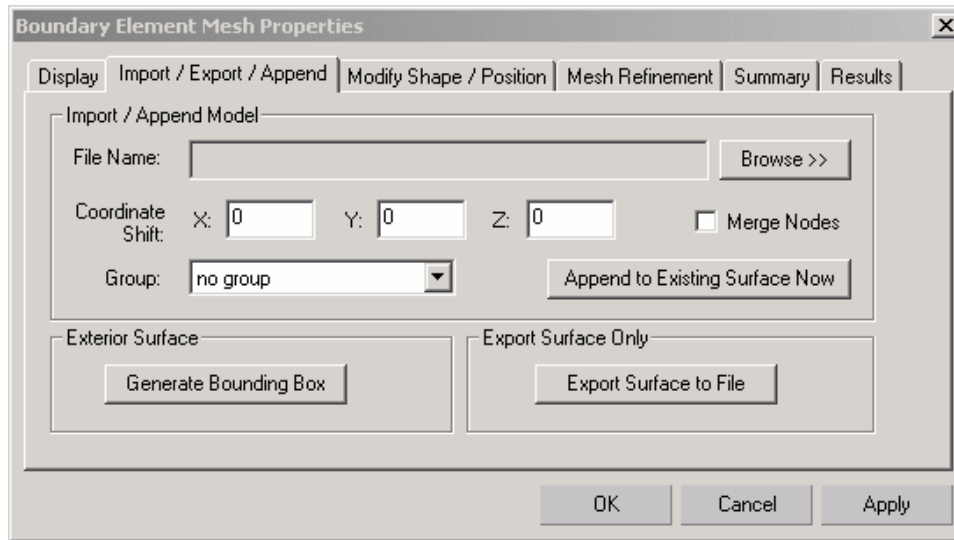 Boundary Element Mesh Properties
Display Import / Export / Append Modify Shape / Position Mesh Refinement Summary Results
Import / Append Model
File Name: Browse >>
Coordinate Shift: X: 0 Y: 0 Z: 0 Merge Nodes
Group: no group Append to Existing Surface Now
Exterior Surface Export Surface Only
Generate Bounding Box Export Surface to File
OK Cancel Apply